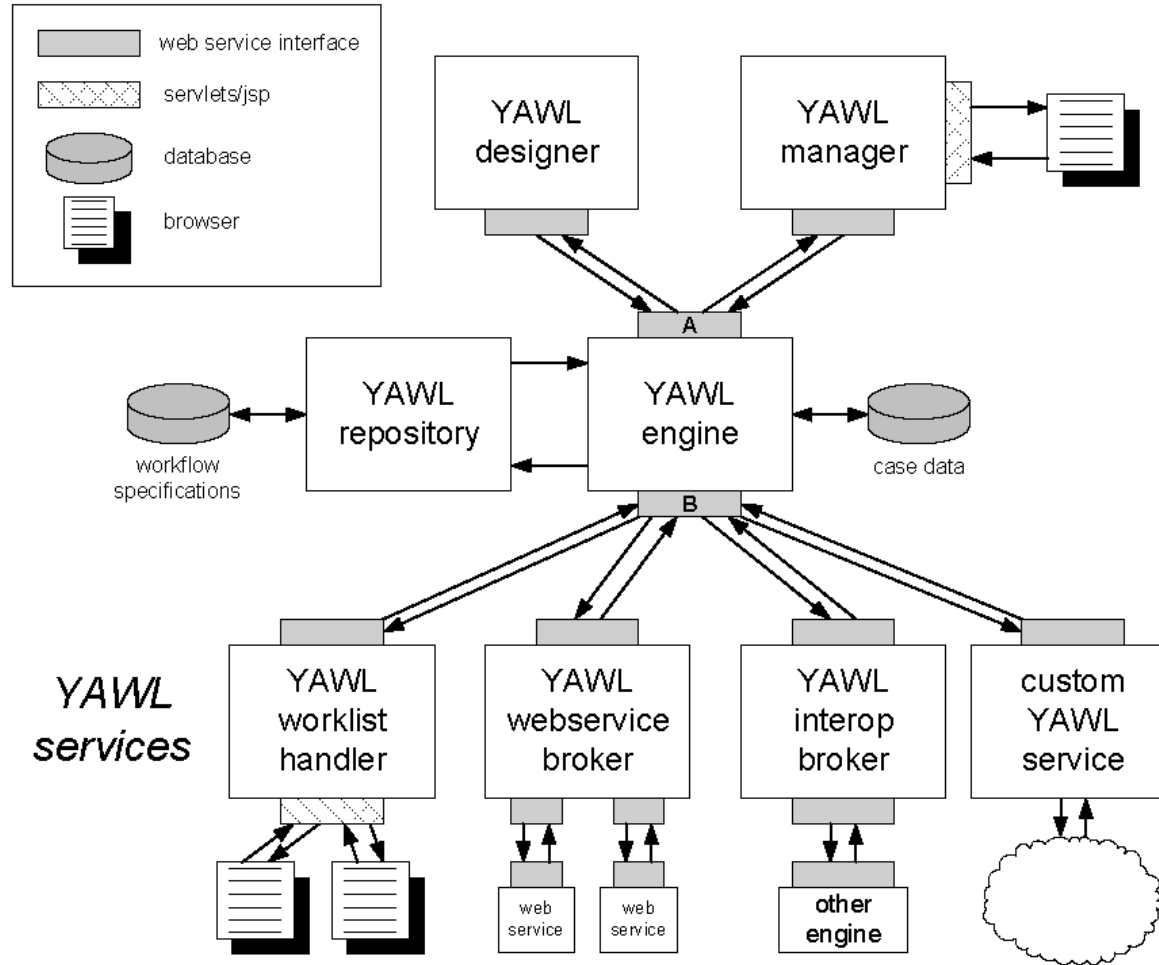 web service interface
servlets/jsp
database
browser
YAWL
designer
YAWL
manager
A
YAWL
repository
YAWL
engine
workflow
specifications
case data
B
YAWL
services
YAWL
worklist
handler
YAWL
webservice
broker
YAWL
interop
broker
custom
YAWL
service
web
service
web
service
other
engine